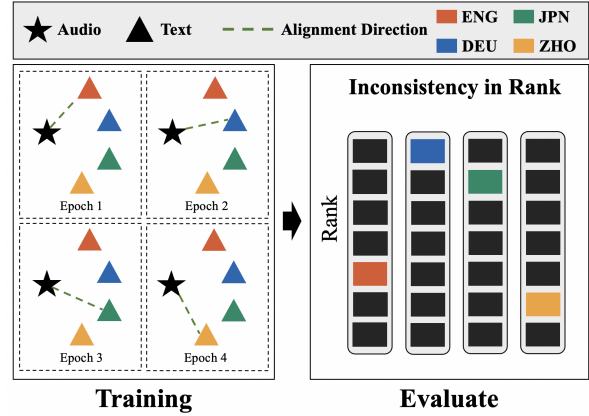 Audio Text Alignment Direction ENG JPN
DEU ZHO
Epoch 1 Epoch 2
Epoch 3 Epoch 4
Training
Inconsistency in Rank
Rank
Evaluate